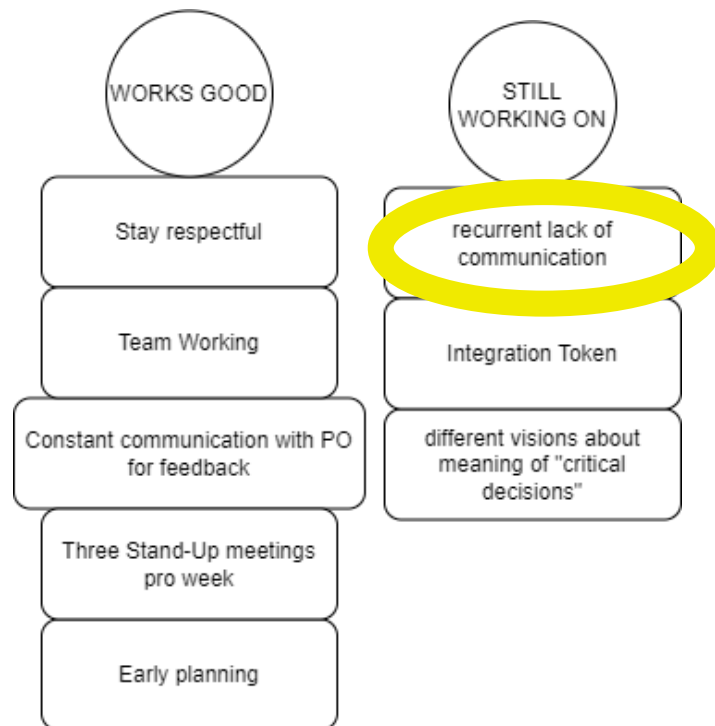 WORKS GOOD
Stay respectful
Team Working
Constant communication with PO
for feedback
Three Stand-Up meetings
pro week
Early planning
STILL
WORKING ON
recurrent lack of
communication
Integration Token
different visions about
meaning of "critical
decisions"